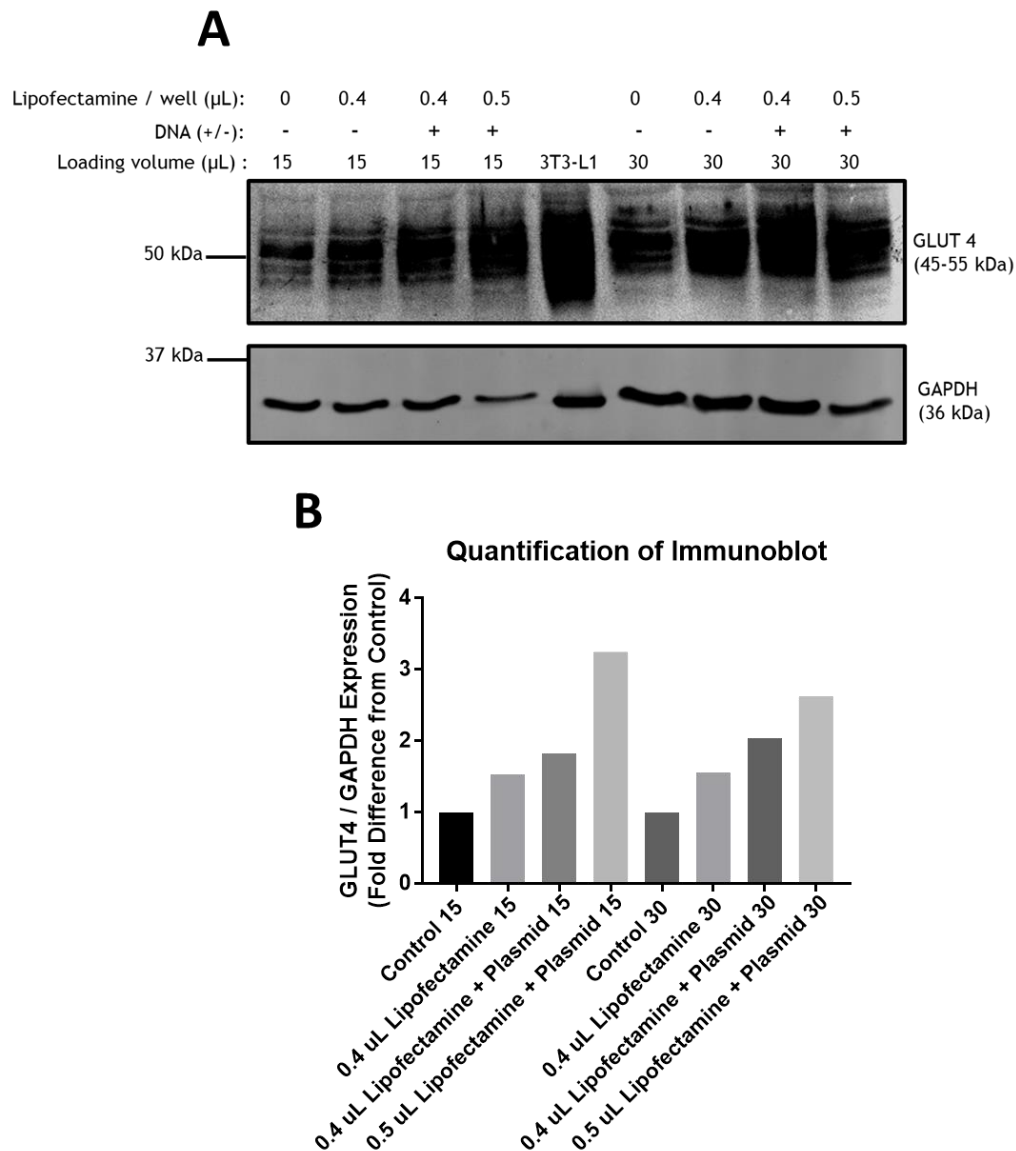 A
Lipofectamine / well (µL): 0 0.4 0.4 0.5 0 0.4 0.4 0.5
DNA (+/-): - - + + - - + +
Loading volume (µL) : 15 15 15 15 3T3-L1 30 30 30 30
50 kDa
GLUT 4
(45-55 kDa)
37 kDa
GAPDH
(36 kDa)
B
Quantification of Immunoblot
GLUT4 / GAPDH Expression
(Fold Difference from Control)
4
3
2
1
0
Control 15
0.4 uL Lipofectamine 15
0.4 uL Lipofectamine + Plasmid 15
0.5 uL Lipofectamine + Plasmid 15
Control 30
0.4 uL Lipofectamine 30
0.4 uL Lipofectamine + Plasmid 30
0.5 uL Lipofectamine + Plasmid 30